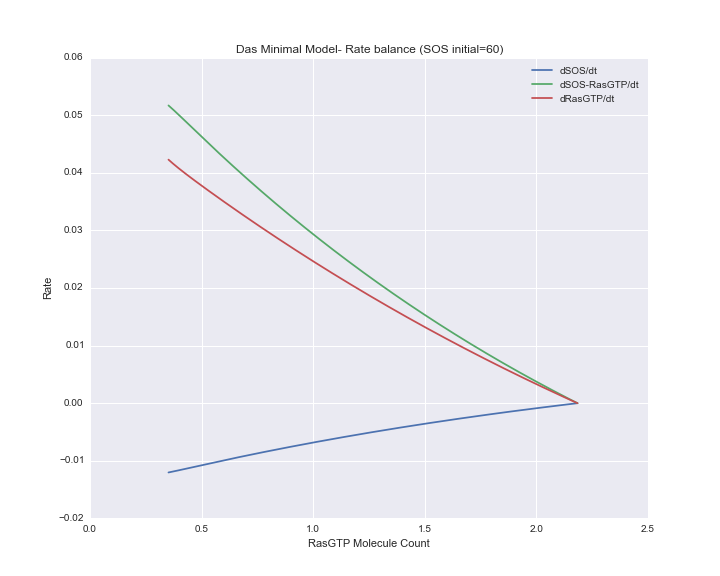 Das Minimal Model- Rate balance (SOS initial=60)
dSOS/dt
dSOS-RasGTP/dt
dRasGTP/dt
0.06
0.05
0.04
0.03
0.02
0.01
0.00
−0.01
−0.02
Rate
0.0 0.5 1.0 1.5 2.0 2.5
RasGTP Molecule Count